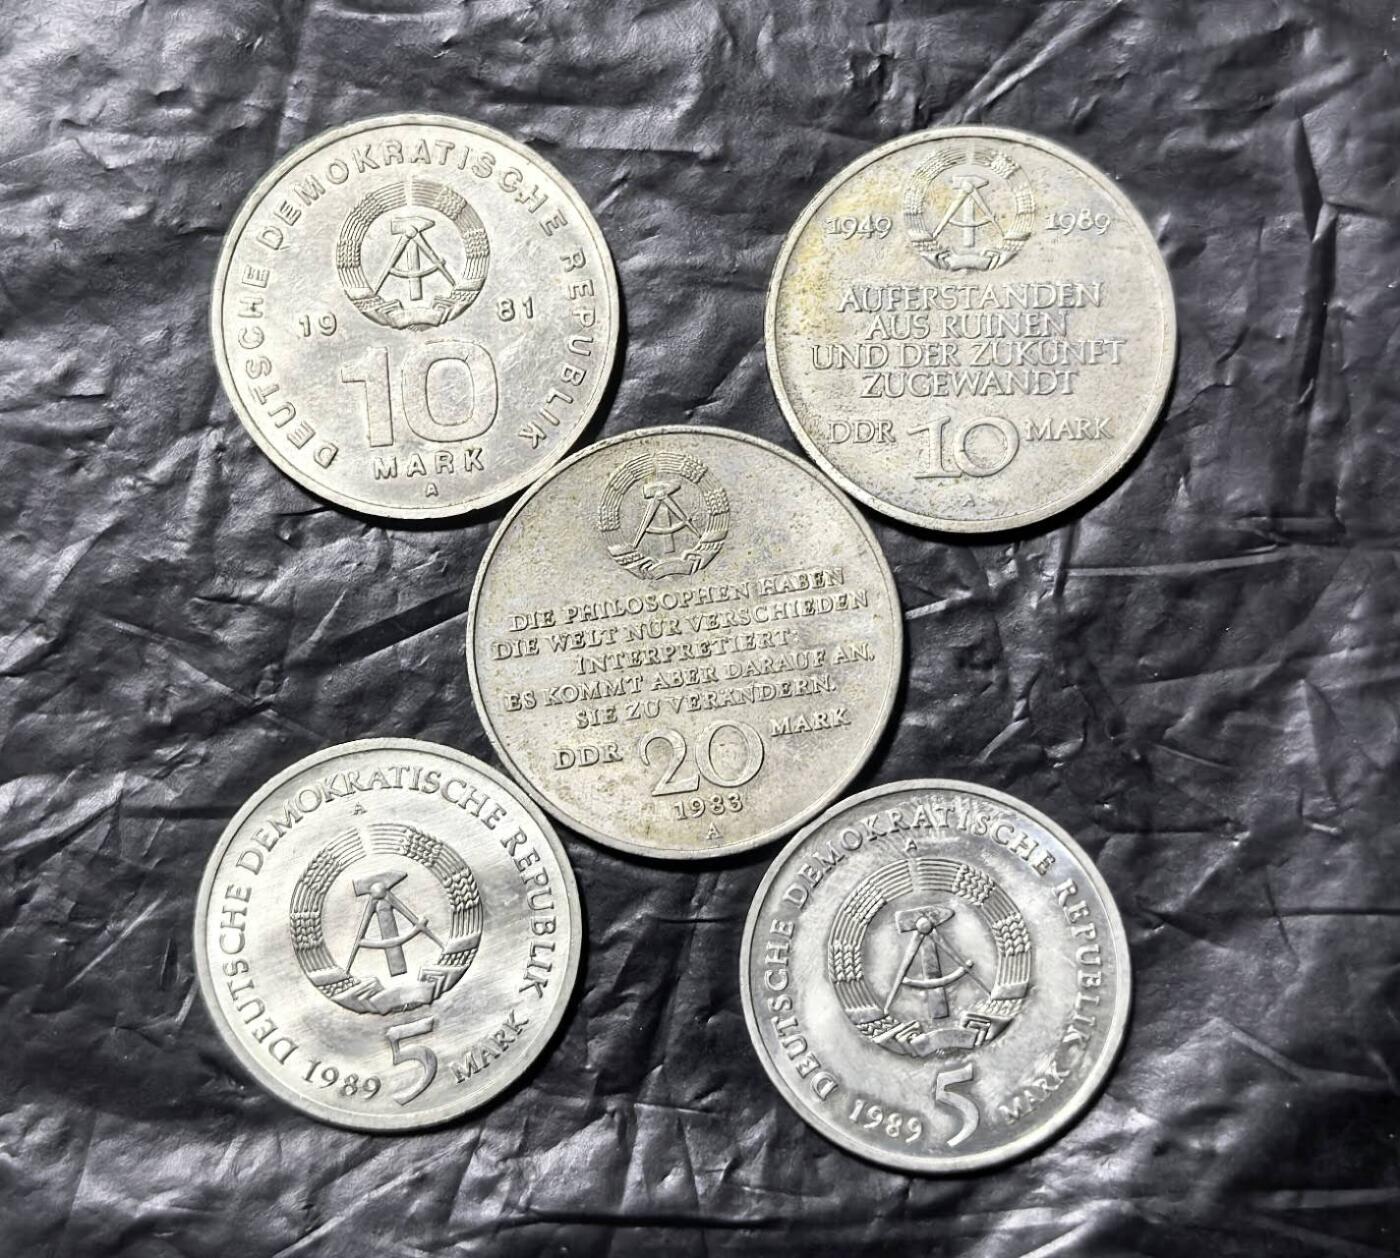 DEUTSCHE DEMOKRATISCHE REPUBLIK
19 81
10
MARK
A
1949 1989
AUFERSTANDEN
AUS RUINEN
UND DER ZUKUNFT
ZUGEWANDT
DDR 10 MARK
A
DIE PHILOSOPHEN HABEN
DIE WELT NUR VERSCHIEDEN
INTERPRETIERT;
ES KOMMT ABER DARAUF AN,
SIE ZU VERÄNDERN.
DDR 20 MARK
1983
A
DEUTSCHE DEMOKRATISCHE REPUBLIK
A
1989 5 MARK
DEUTSCHE DEMOKRATISCHE REPUBLIK
A
1989 5 MARK